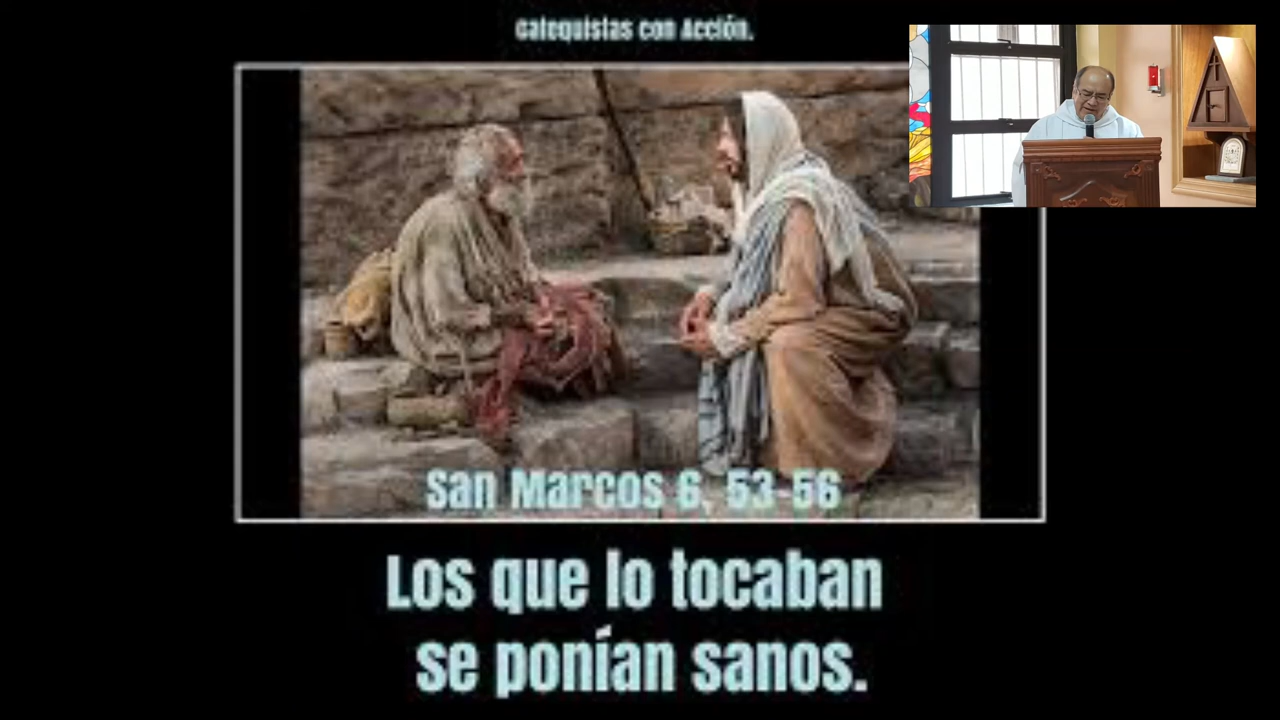 Catequistas con Acción.
San Marcos 6, 53-56
Los que lo tocaban
se ponían sanos.